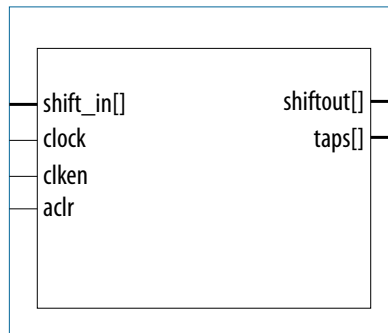 shift_in[]
shiftout[]
clock
taps[]
clken
aclr